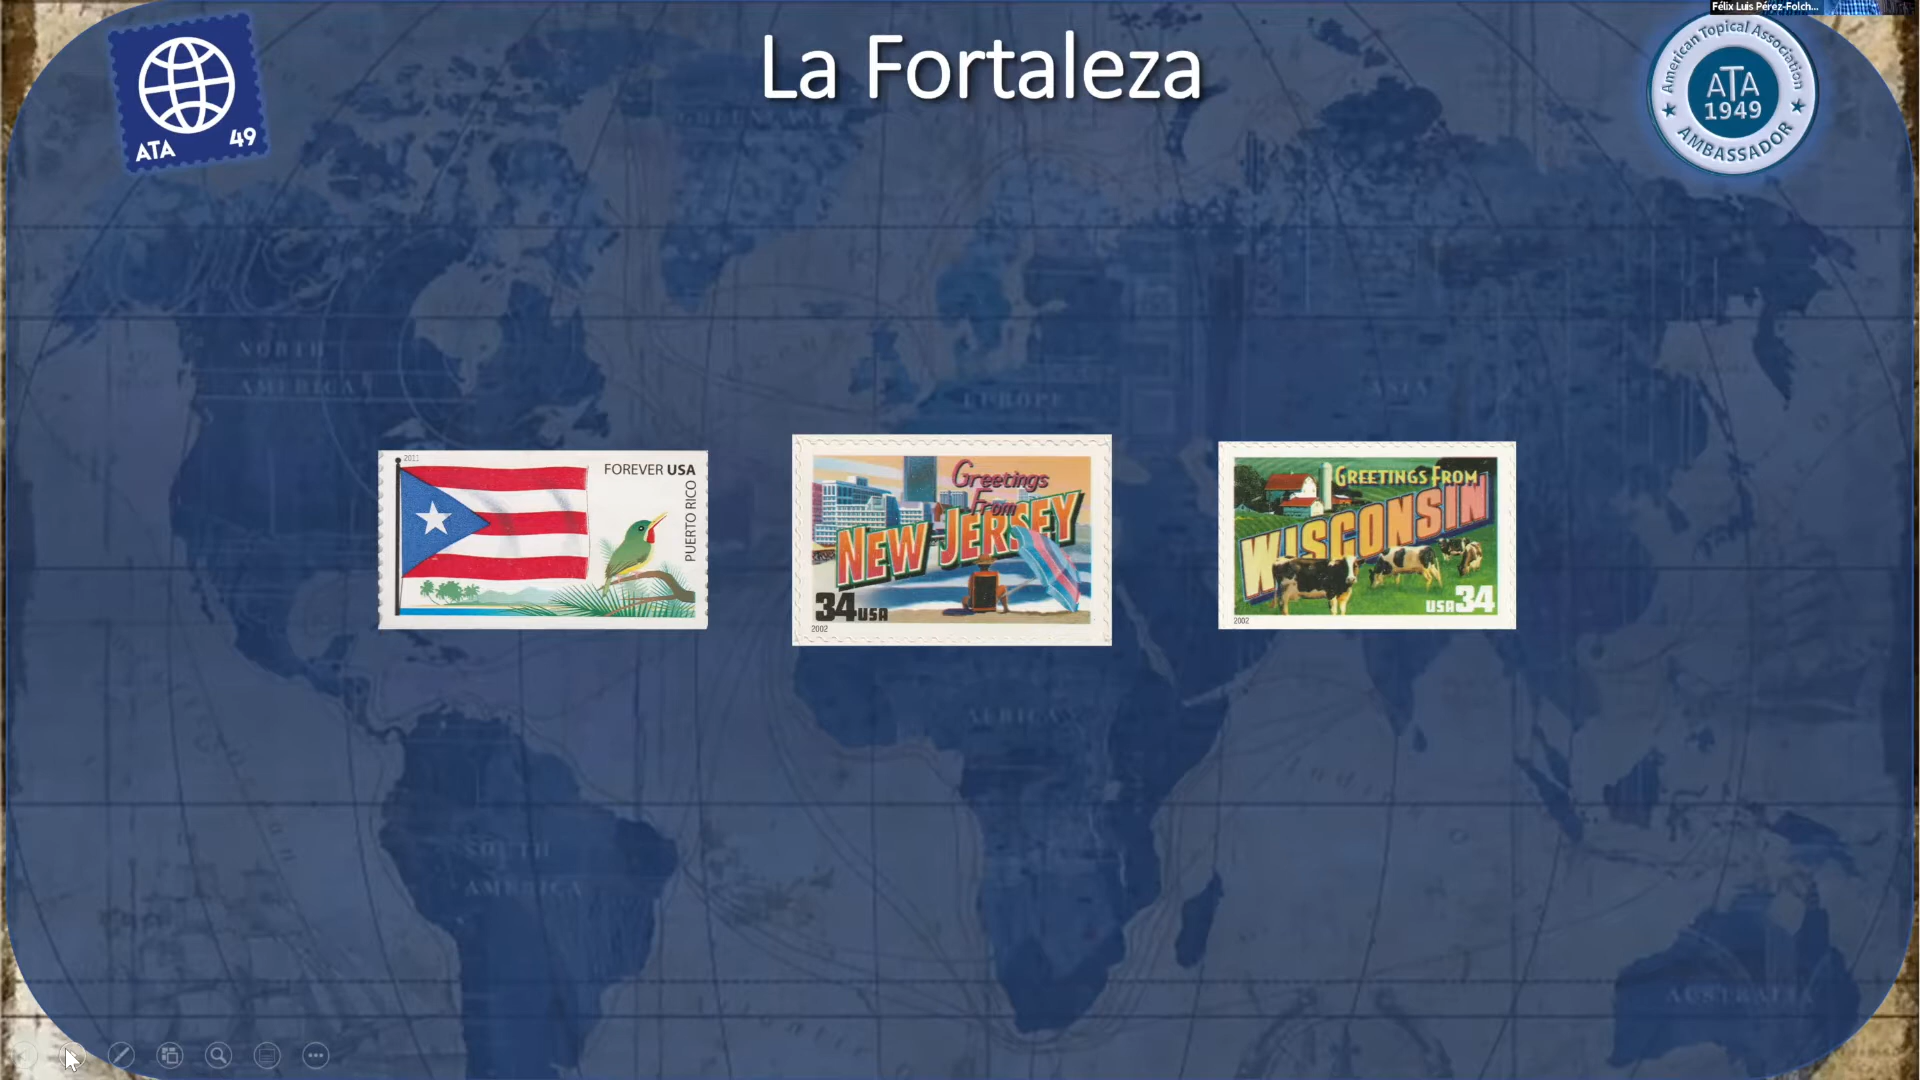 Félix Luis Pérez-Folch...
La Fortaleza
ATA 49
American Topical Association
ATA
1949
AMBASSADOR
GREENLAND
NORTH
AMERICA
EUROPE
ASIA
AFRICA
SOUTH
AMERICA
AUSTRALIA
2011
FOREVER USA
PUERTO RICO
Greetings
From
NEW JERSEY
34USA
2002
GREETINGS FROM
WISCONSIN
USA34
2002